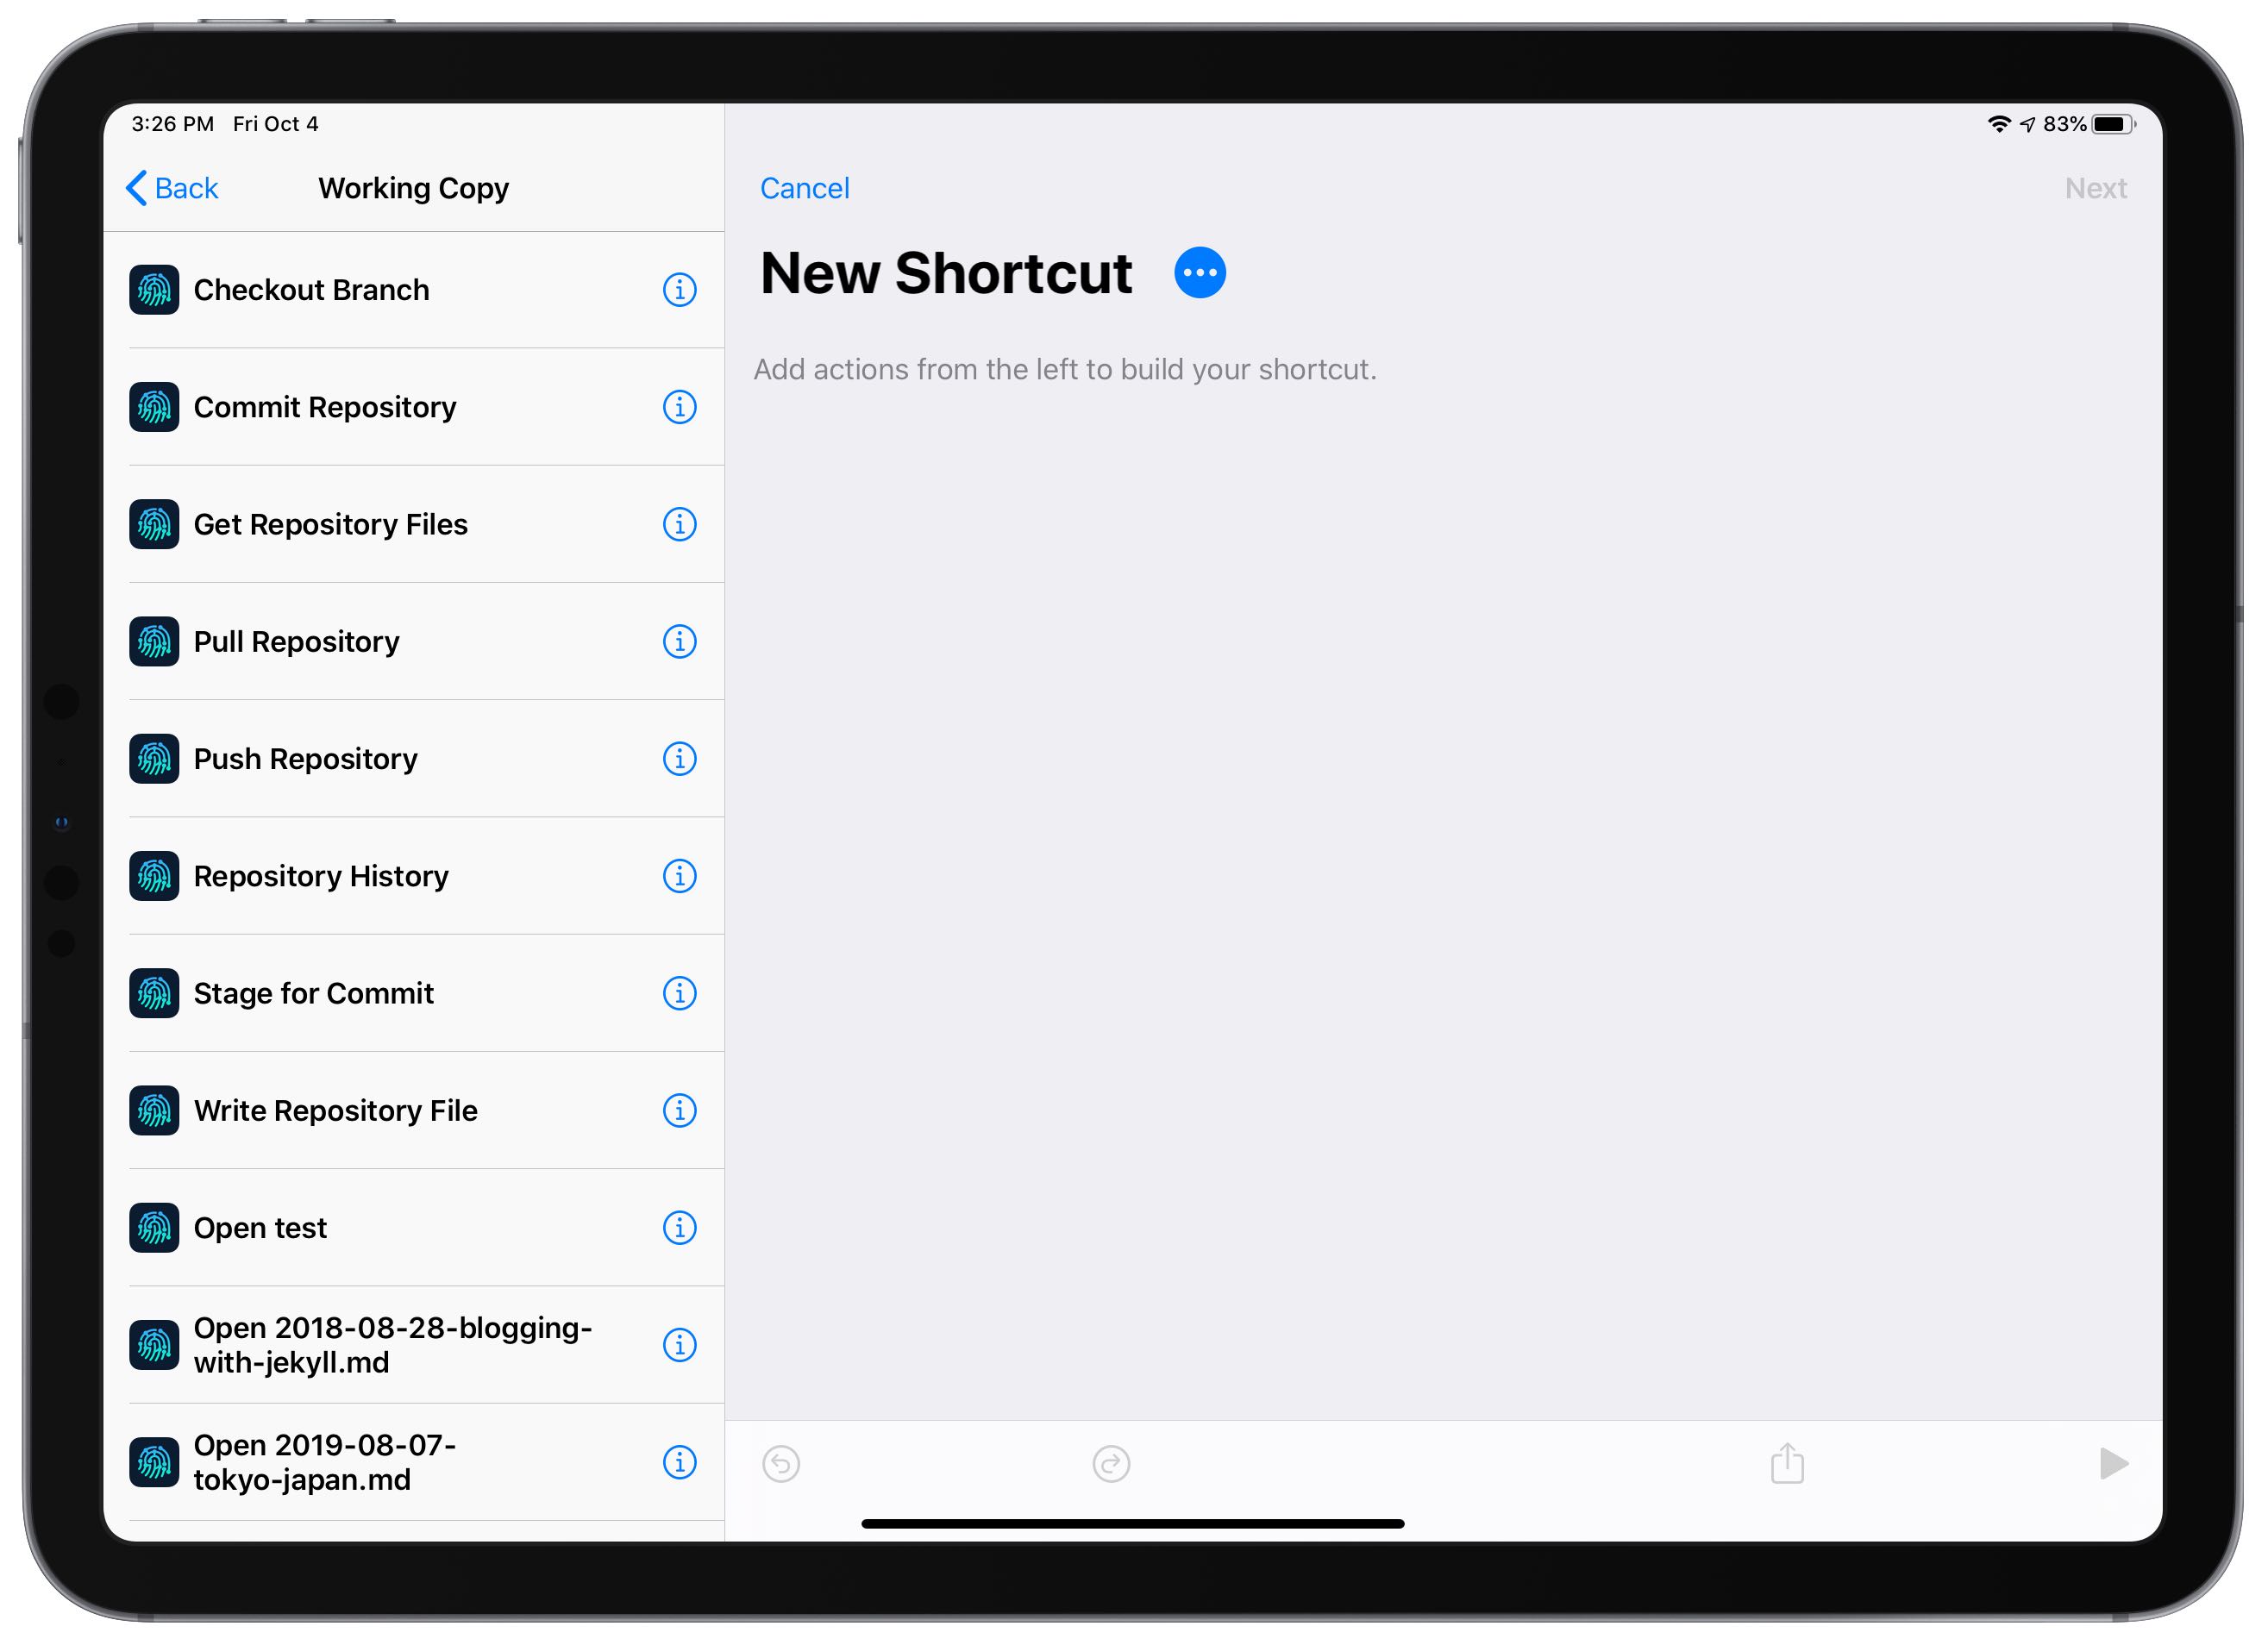 3:26 PM Fri Oct 4
83%
Back
Working Copy
Checkout Branch
Commit Repository
Get Repository Files
Pull Repository
Push Repository
Repository History
Stage for Commit
Write Repository File
Open test
Open 2018-08-28-blogging-
with-jekyll.md
Open 2019-08-07-
tokyo-japan.md
Cancel
Next
New Shortcut
Add actions from the left to build your shortcut.